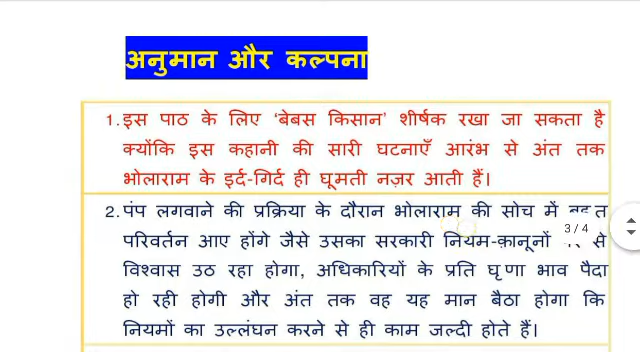 अनुमान और कल्पना
1. इस पाठ के लिए ‘बेबस किसान’ शीर्षक रखा जा सकता है
क्योंकि इस कहानी की सारी घटनाएँ आरंभ से अंत तक
भोलाराम के इर्द-गिर्द ही घूमती नज़र आती हैं।
2. पंप लगवाने की प्रक्रिया के दौरान भोलाराम की सोच में
परिवर्तन आए होंगे जैसे उसका सरकारी नियम-क़ानूनों से
3 / 4
विश्वास उठ रहा होगा, अधिकारियों के प्रति घृणा भाव पैदा
हो रही होगी और अंत तक वह यह मान बैठा होगा कि
नियमों का उल्लंघन करने से ही काम जल्दी होते हैं।